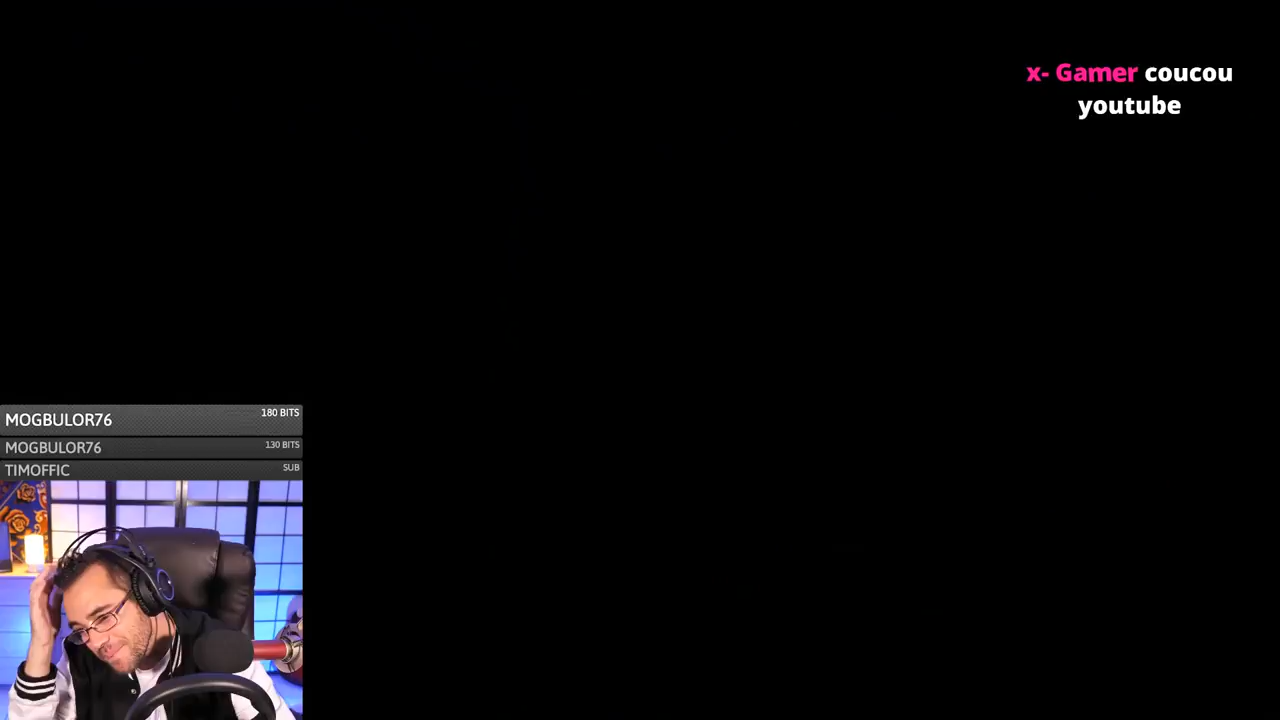 x- Gamer coucou
youtube
MOGBULOR76 180 BITS
MOGBULOR76 130 BITS
TIMOFFIC SUB